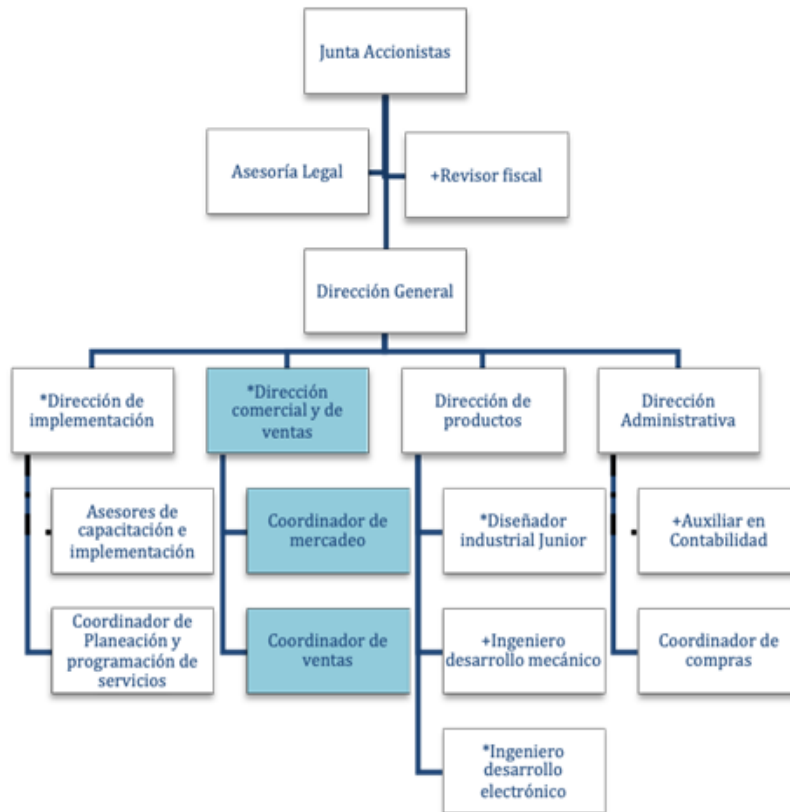 Junta Accionistas
Asesoría Legal
+Revisor fiscal
Dirección General
*Dirección de
implementación
*Dirección
comercial y de
ventas
Dirección de
productos
Dirección
Administrativa
Asesores de
capacitación e
implementación
Coordinador de
mercadeo
*Diseñador
industrial Junior
+Auxiliar en
Contabilidad
Coordinador de
Planeación y
programación de
servicios
Coordinador de
ventas
+Ingeniero
desarrollo mecánico
Coordinador de
compras
*Ingeniero
desarrollo
electrónico